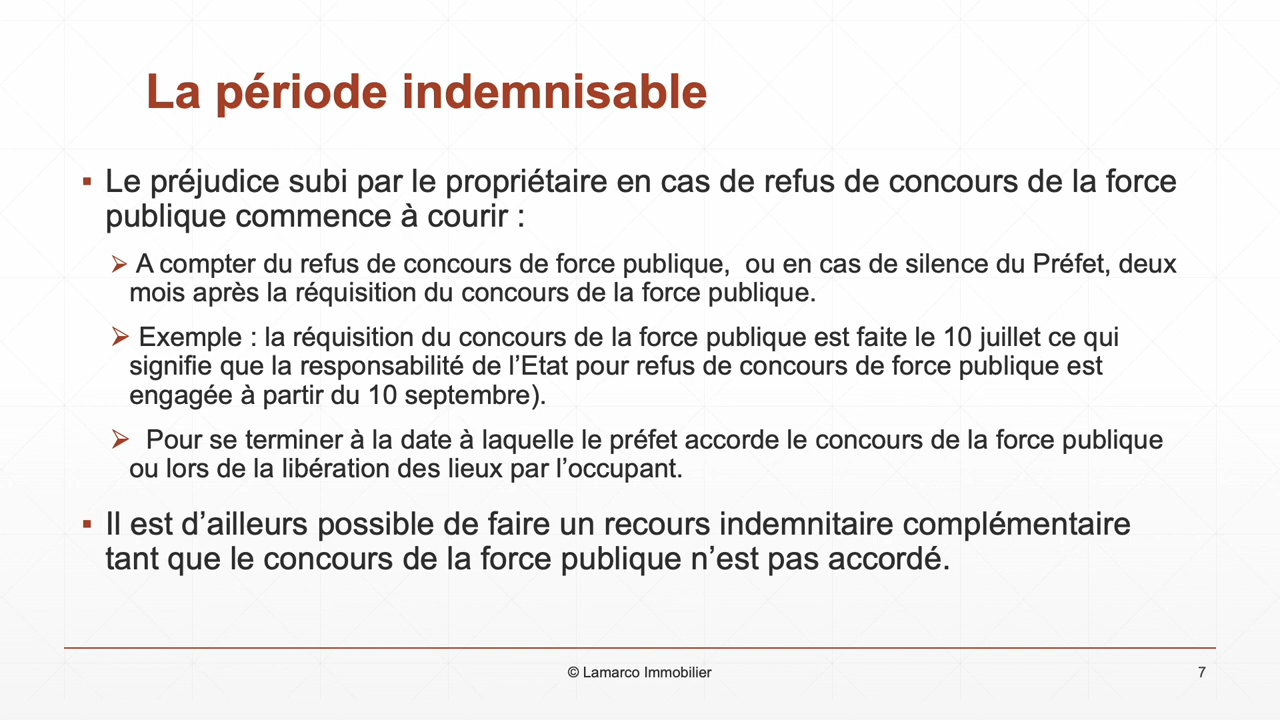 La période indemnisable
▪ Le préjudice subi par le propriétaire en cas de refus de concours de la force
publique commence à courir :
➢ A compter du refus de concours de force publique,  ou en cas de silence du Préfet, deux
mois après la réquisition du concours de la force publique.
➢ Exemple : la réquisition du concours de la force publique est faite le 10 juillet ce qui
signifie que la responsabilité de l’Etat pour refus de concours de force publique est
engagée à partir du 10 septembre).
➢ Pour se terminer à la date à laquelle le préfet accorde le concours de la force publique
ou lors de la libération des lieux par l’occupant.
▪ Il est d’ailleurs possible de faire un recours indemnitaire complémentaire
tant que le concours de la force publique n’est pas accordé.
© Lamarco Immobilier
7